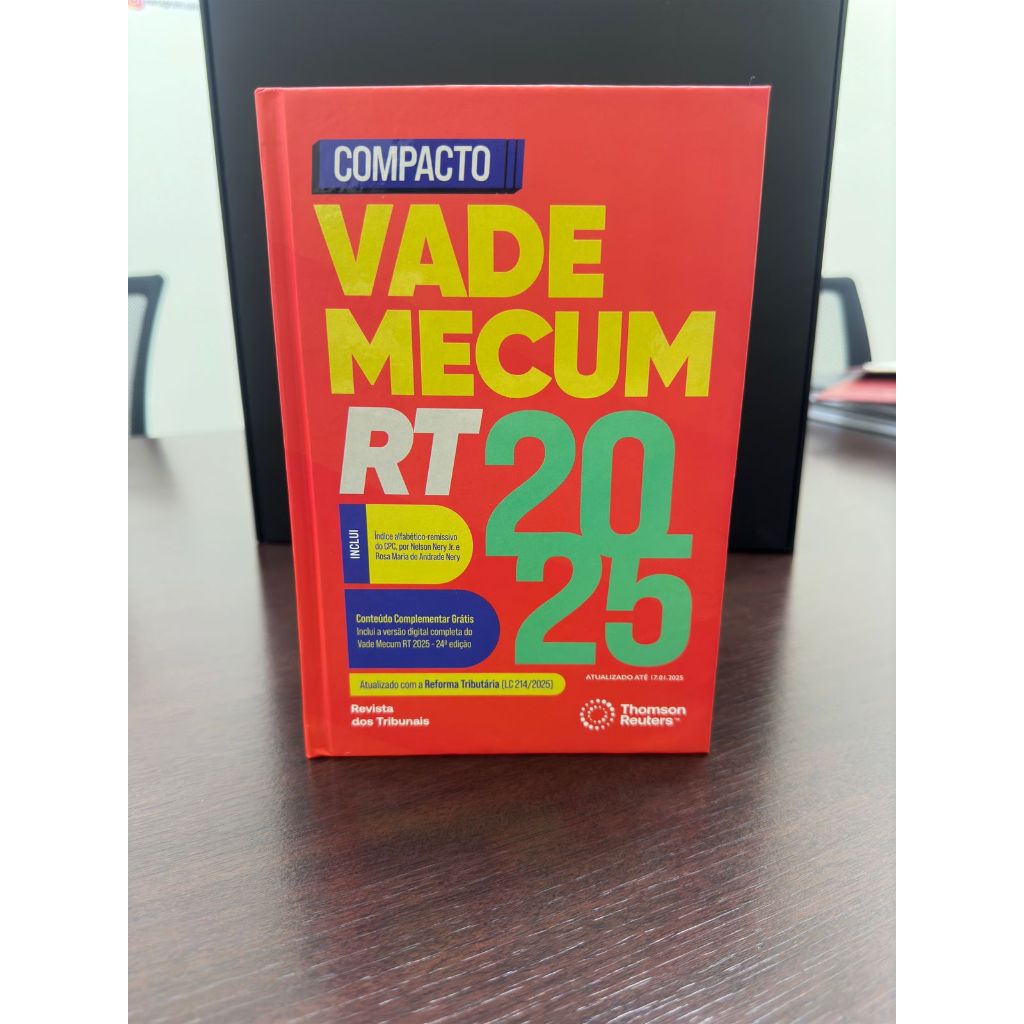 COMPACTO
VADE
MECUM
RT
20
25
INCLUI
Índice alfabético-remissivo
do CPC, por Nelson Nery Jr. e
Rosa Maria de Andrade Nery
Conteúdo Complementar Grátis
Inclui a versão digital completa do
Vade Mecum RT 2025 - 24ª edição
ATUALIZADO ATÉ 17.01.2025
Atualizado com a Reforma Tributária (LC 214/2025)
Revista
dos Tribunais
Thomson
Reuters™